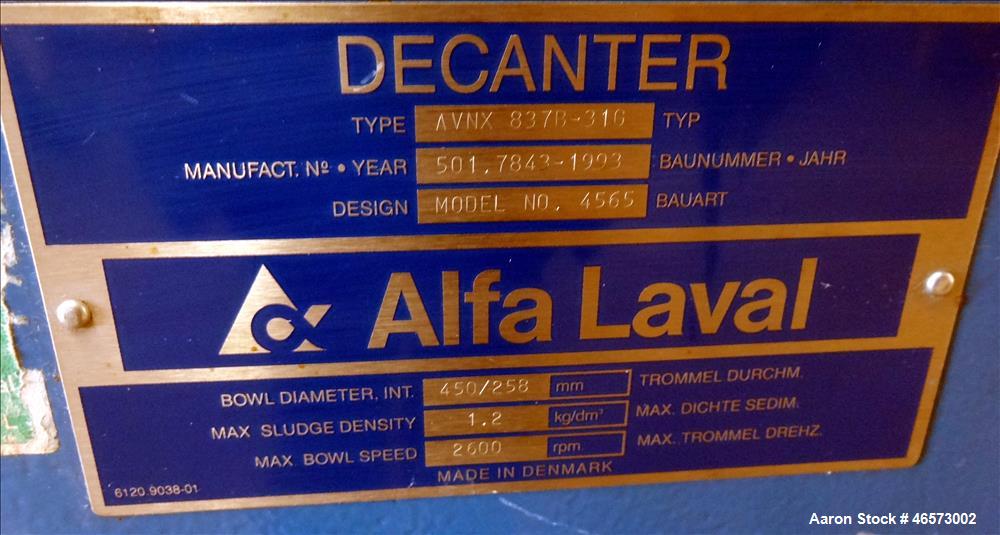 DECANTER
TYPE AVNX 837B-31G TYP
MANUFACT. Nº • YEAR 501.7843-1993 BAUNUMMER • JAHR
DESIGN MODEL NO. 4565 BAUART
Alfa Laval
BOWL DIAMETER, INT. 450/258 mm TROMMEL DURCHM.
MAX SLUDGE DENSITY 1.2 kg/dm³ MAX. DICHTE SEDIM.
MAX. BOWL SPEED 2600 rpm. MAX. TROMMEL DREHZ.
MADE IN DENMARK
6120.9038-01
Aaron Stock # 46573002